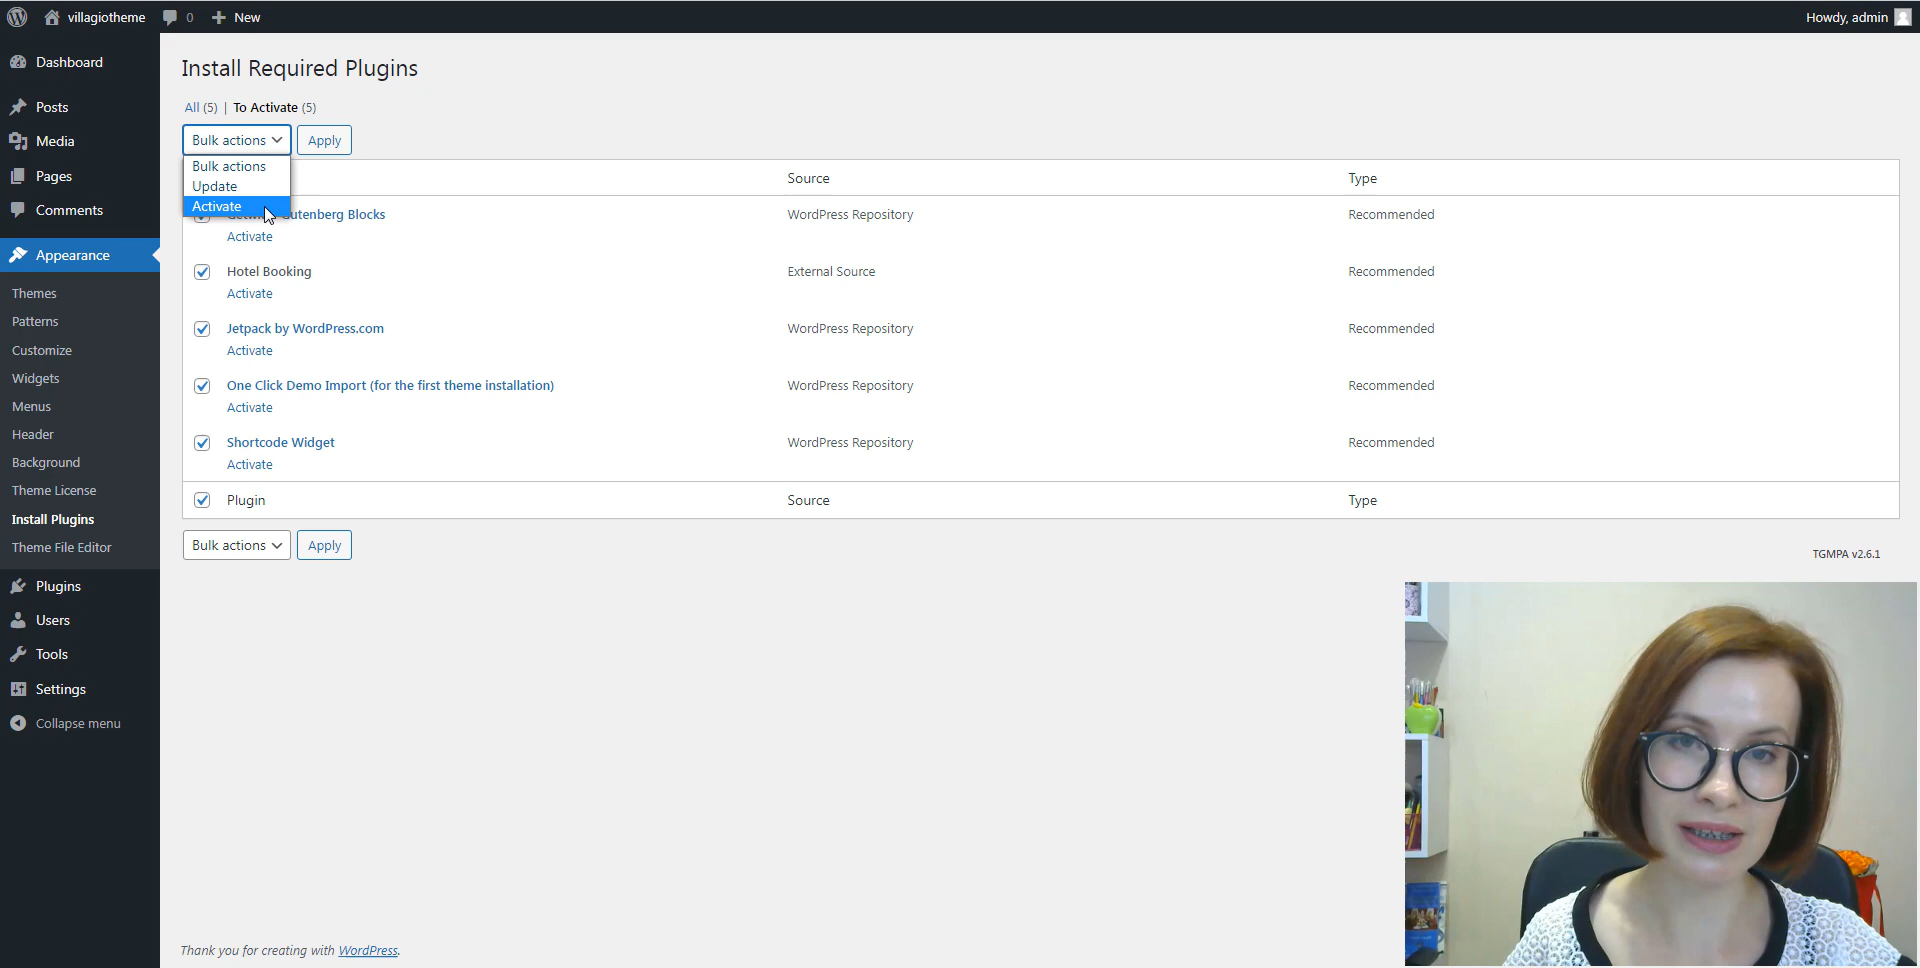 villagiotheme 0 New Howdy, admin
Dashboard
Posts
Media
Pages
Comments
Appearance
Themes
Patterns
Customize
Widgets
Menus
Header
Background
Theme License
Install Plugins
Theme File Editor
Plugins
Users
Tools
Settings
Collapse menu
Install Required Plugins
All (5) | To Activate (5)
Bulk actions Apply
Bulk actions
Update
Activate
Source Type
Gutenberg Blocks WordPress Repository Recommended
Activate
Hotel Booking External Source Recommended
Activate
Jetpack by WordPress.com WordPress Repository Recommended
Activate
One Click Demo Import (for the first theme installation) WordPress Repository Recommended
Activate
Shortcode Widget WordPress Repository Recommended
Activate
Plugin Source Type
Bulk actions Apply
TGMPA v2.6.1
Thank you for creating with WordPress.